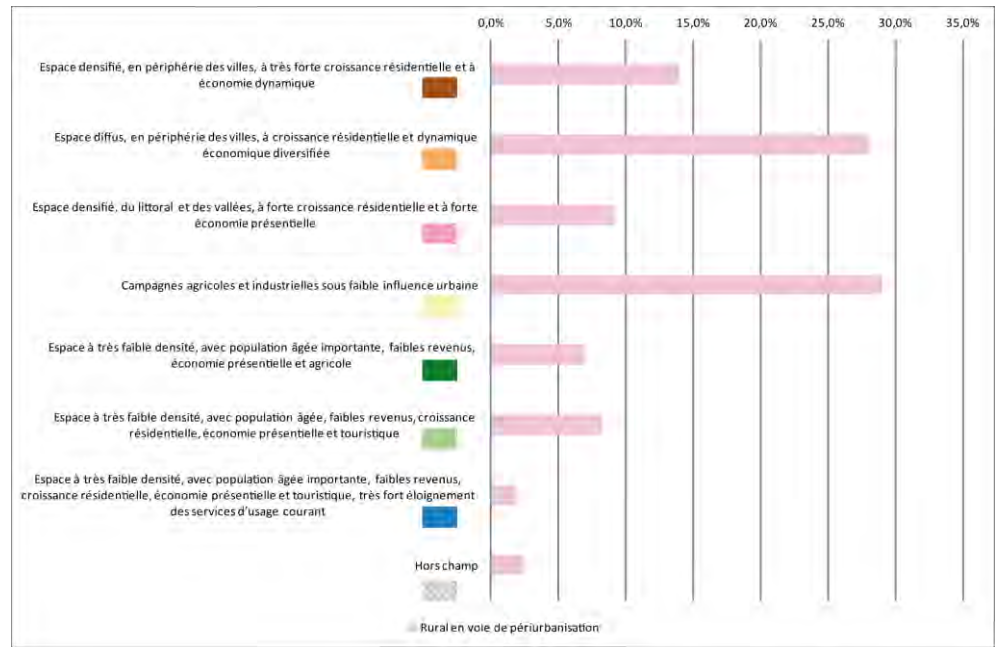 0,0% 5,0% 10,0% 15,0% 20,0% 25,0% 30,0% 35,0%
Espace densifié, en périphérie des villes, à très forte croissance résidentielle et à
économie dynamique
Espace diffus, en périphérie des villes, à croissance résidentielle et dynamique
économique diversifiée
Espace densifié, du littoral et des vallées, à forte croissance résidentielle et à forte
économie présentielle
Campagnes agricoles et industrielles sous faible influence urbaine
Espace à très faible densité, avec population âgée importante, faibles revenus,
économie présentielle et agricole
Espace à très faible densité, avec population âgée, faibles revenus, croissance
résidentielle, économie présentielle et touristique
Espace à très faible densité, avec population âgée importante, faibles revenus,
croissance résidentielle, économie présentielle et touristique, très fort éloignement
des services d'usage courant
Hors champ
Rural en voie de périurbanisation